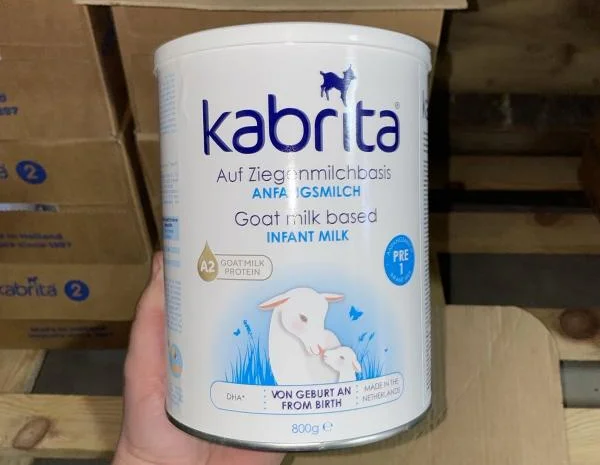 kabrita®
Auf Ziegenmilchbasis
ANFANGSMILCH
Goat milk based
INFANT MILK
A2 GOAT MILK
PROTEIN
PRE
1
DHA*
VON GEBURT AN
FROM BIRTH
MADE IN THE
NETHERLANDS
800g ℮
2
kabrita 2